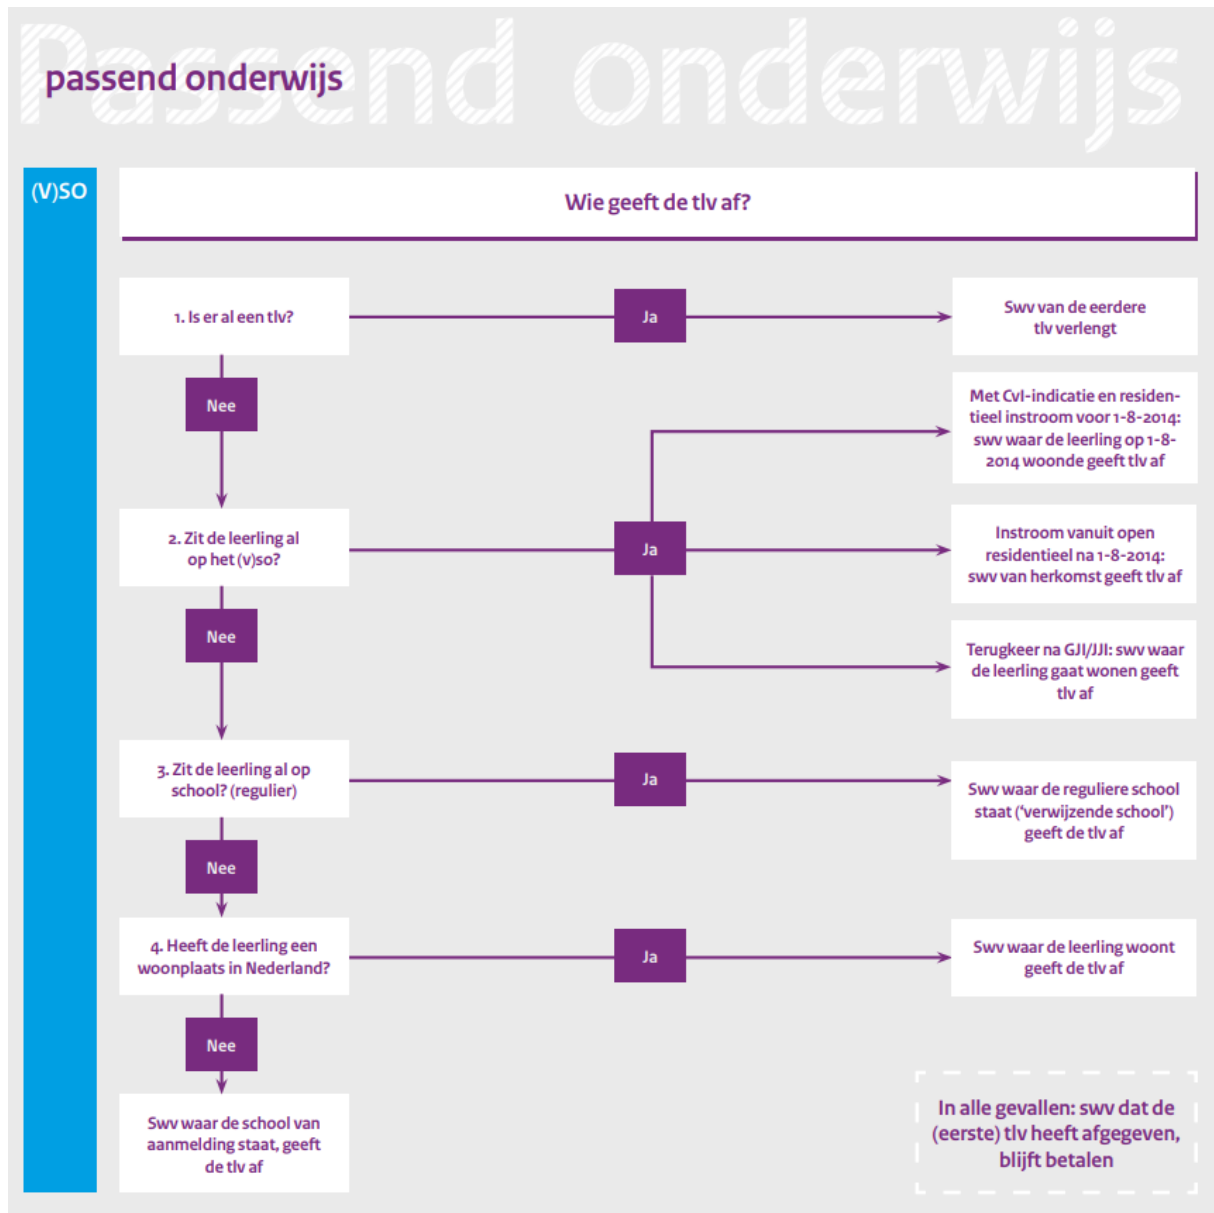 Passend onderwijs
passend onderwijs
(V)SO
Wie geeft de tlv af?
1. Is er al een tlv?
Ja
Swv van de eerdere
tlv verlengt
Nee
Met CvI-indicatie en residen-
tieel instroom voor 1-8-2014:
swv waar de leerling op 1-8-
2014 woonde geeft tlv af
2. Zit de leerling al
op het (v)so?
Ja
Instroom vanuit open
residentieel na 1-8-2014:
swv van herkomst geeft tlv af
Nee
Terugkeer na GJI/JJI: swv waar
de leerling gaat wonen geeft
tlv af
3. Zit de leerling al op
school? (regulier)
Ja
Swv waar de reguliere school
staat (‘verwijzende school’)
geeft de tlv af
Nee
4. Heeft de leerling een
woonplaats in Nederland?
Ja
Swv waar de leerling woont
geeft de tlv af
Nee
Swv waar de school van
aanmelding staat, geeft
de tlv af
In alle gevallen: swv dat de
(eerste) tlv heeft afgegeven,
blijft betalen